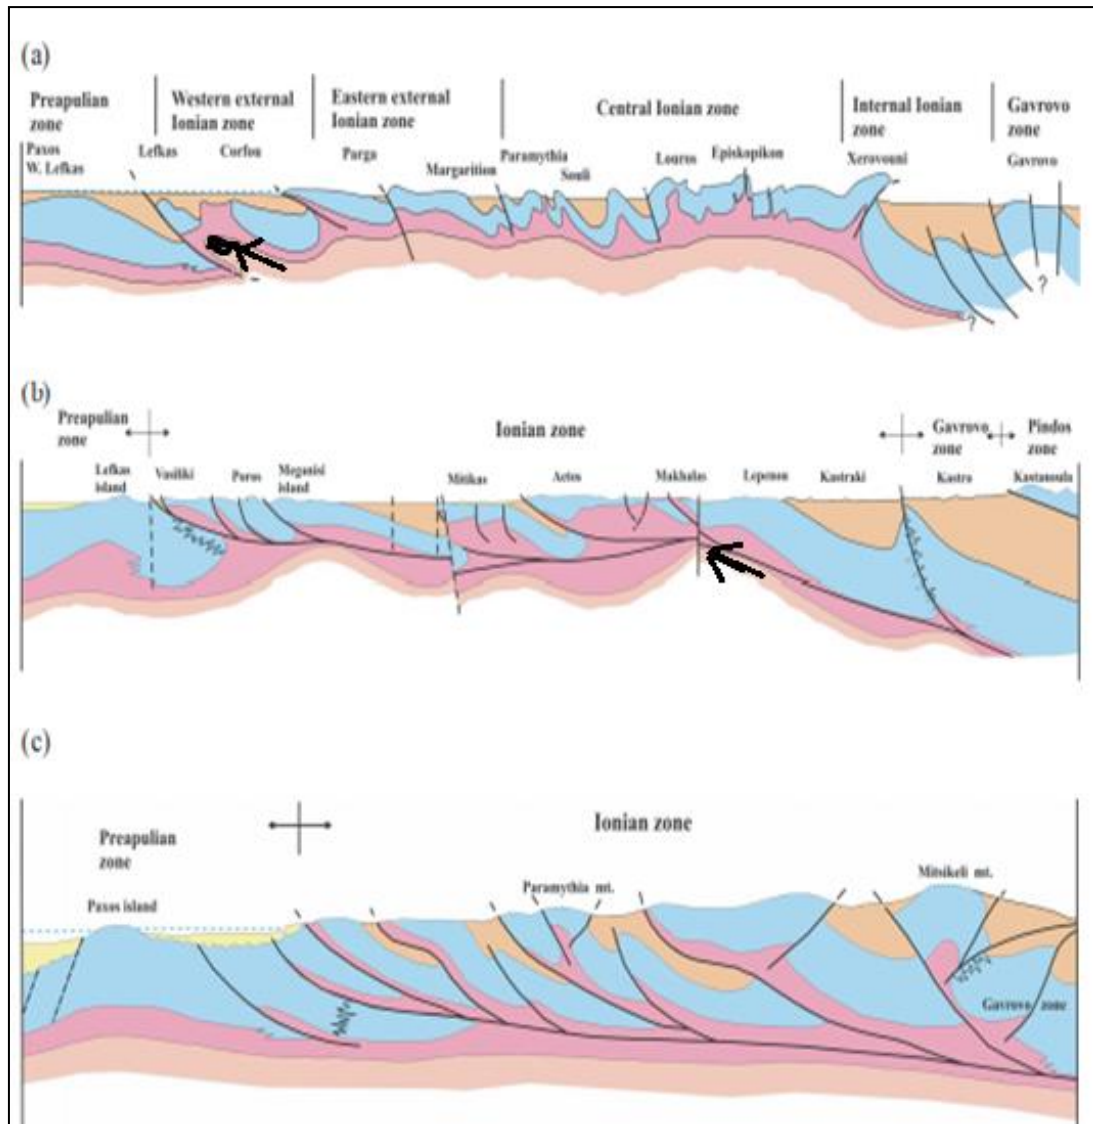 (a)
Preapulian zone
Western external Ionian zone
Eastern external Ionian zone
Central Ionian zone
Internal Ionian zone
Gavrovo zone
Paxos W. Lefkas
Lefkas
Corfou
Parga
Margarition
Paramythia
Souli
Louros
Episkopikon
Xerovouni
Gavrovo
?
?
(b)
Preapulian zone
Ionian zone
Gavrovo zone
Pindos zone
Lefkas island
Vasiliki
Poros
Meganisi island
Mitikas
Aetos
Makhalas
Lepenou
Kastraki
Kastro
Kastanoula
(c)
Preapulian zone
Ionian zone
Paxos island
Paramythia mt.
Mitsikeli mt.
Gavrovo zone